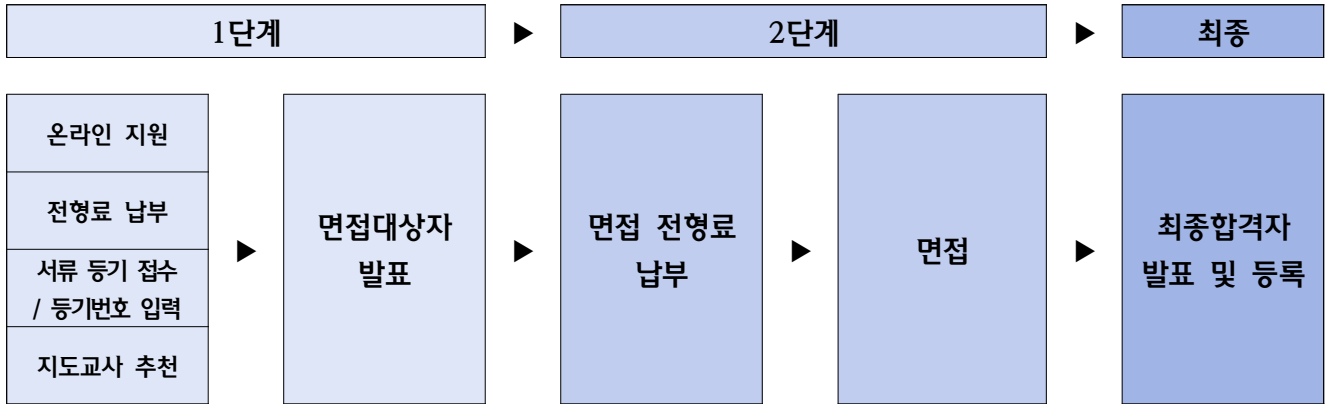 1단계 ▶ 2단계 ▶ 최종
온라인 지원
전형료 납부
서류 등기 접수
/ 등기번호 입력
지도교사 추천
▶
면접대상자
발표
▶
면접 전형료
납부
▶
면접
▶
최종합격자
발표 및 등록